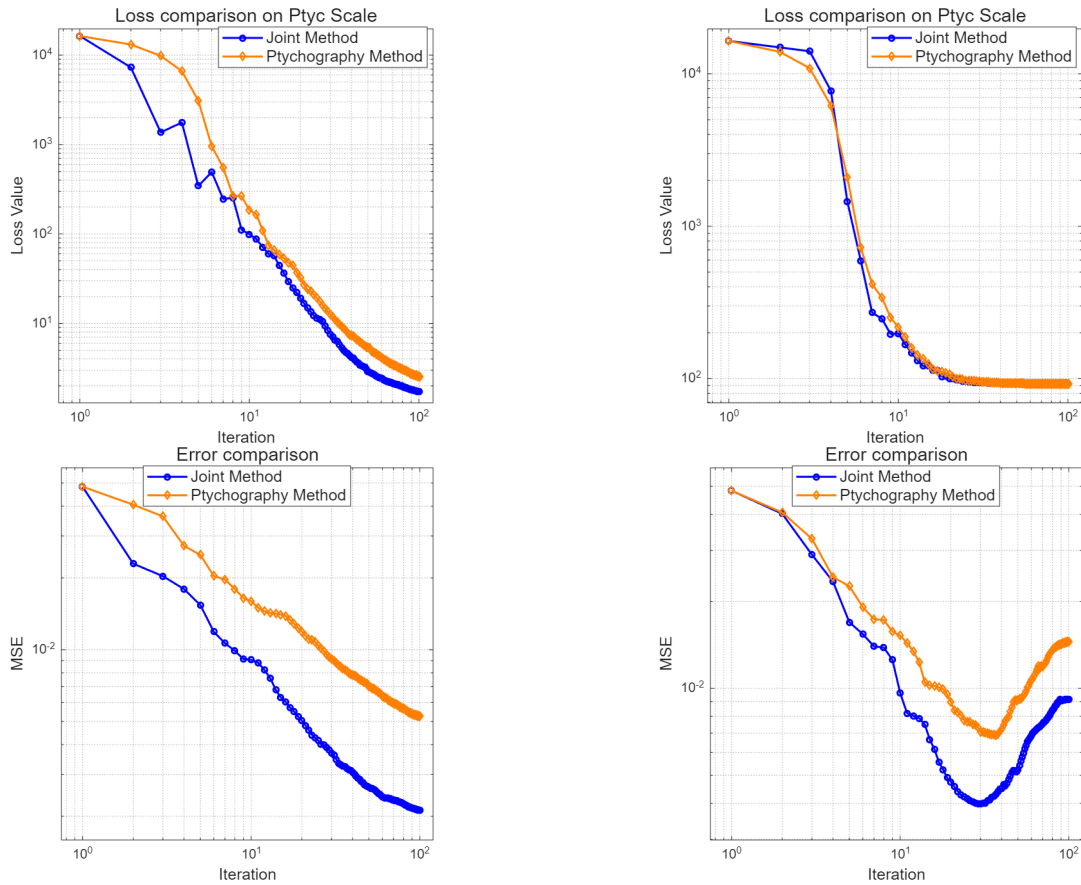 Loss comparison on Ptyc Scale
Joint Method
Ptychography Method
10^4
10^3
10^2
10^1
Loss Value
10^0
10^1
10^2
Iteration
Loss comparison on Ptyc Scale
Joint Method
Ptychography Method
10^4
10^3
10^2
Loss Value
10^0
10^1
10^2
Iteration
Error comparison
Joint Method
Ptychography Method
10^-2
MSE
10^0
10^1
10^2
Iteration
Error comparison
Joint Method
Ptychography Method
10^-2
MSE
10^0
10^1
10^2
Iteration